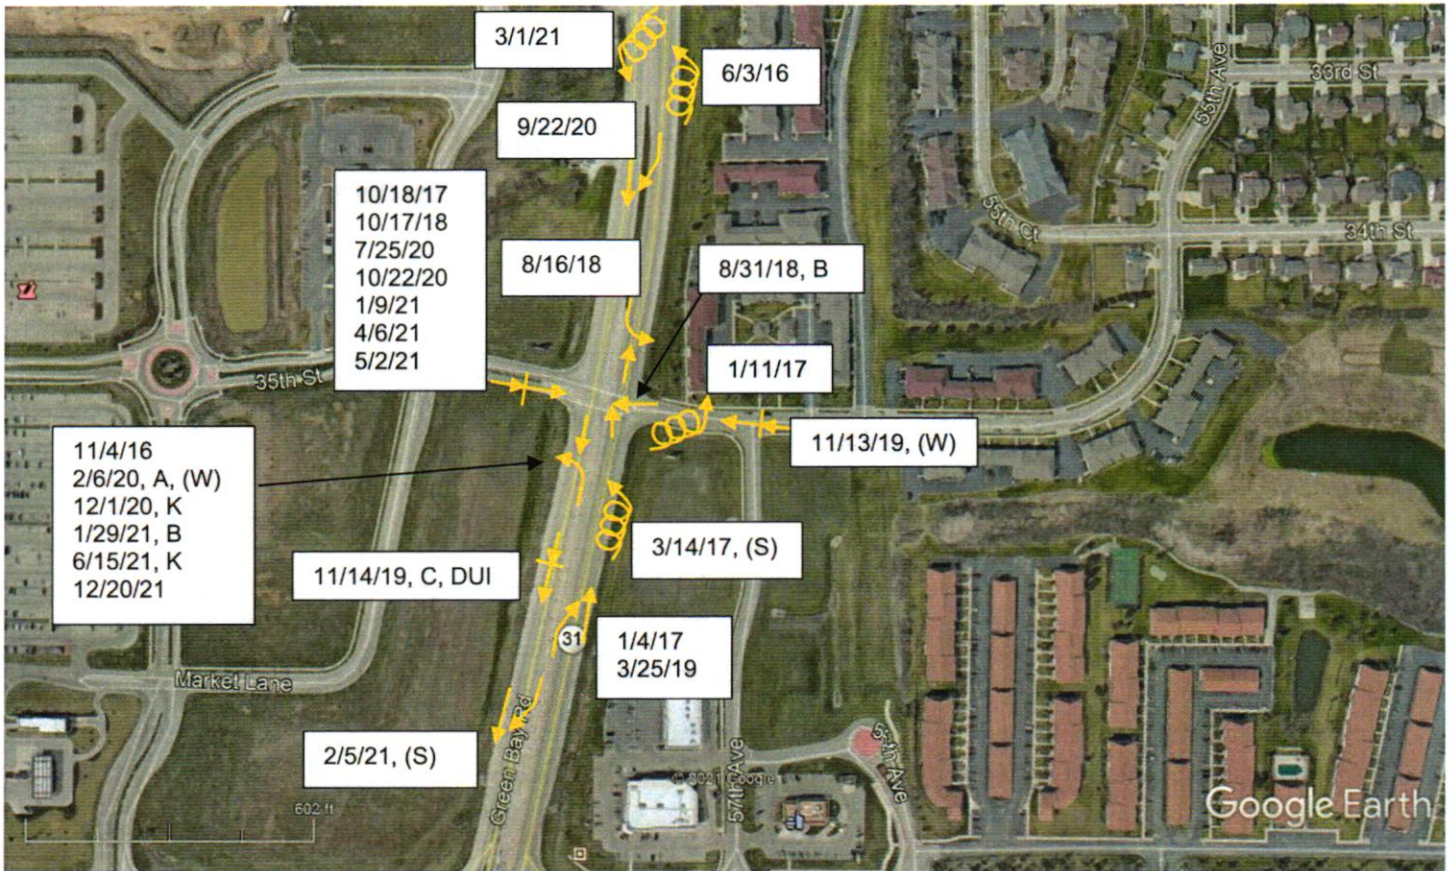 3/1/21
6/3/16
9/22/20
33rd St
55th Ave
10/18/17
10/17/18
7/25/20
10/22/20
1/9/21
4/6/21
5/2/21
55th Ct
34th St
8/16/18
8/31/18, B
1/11/17
35th St
11/13/19, (W)
11/4/16
2/6/20, A, (W)
12/1/20, K
1/29/21, B
6/15/21, K
12/20/21
3/14/17, (S)
11/14/19, C, DUI
31
1/4/17
3/25/19
Market Lane
2/5/21, (S)
Green Bay Rd
57th Ave
© 2021 Google
602 ft
Google Earth